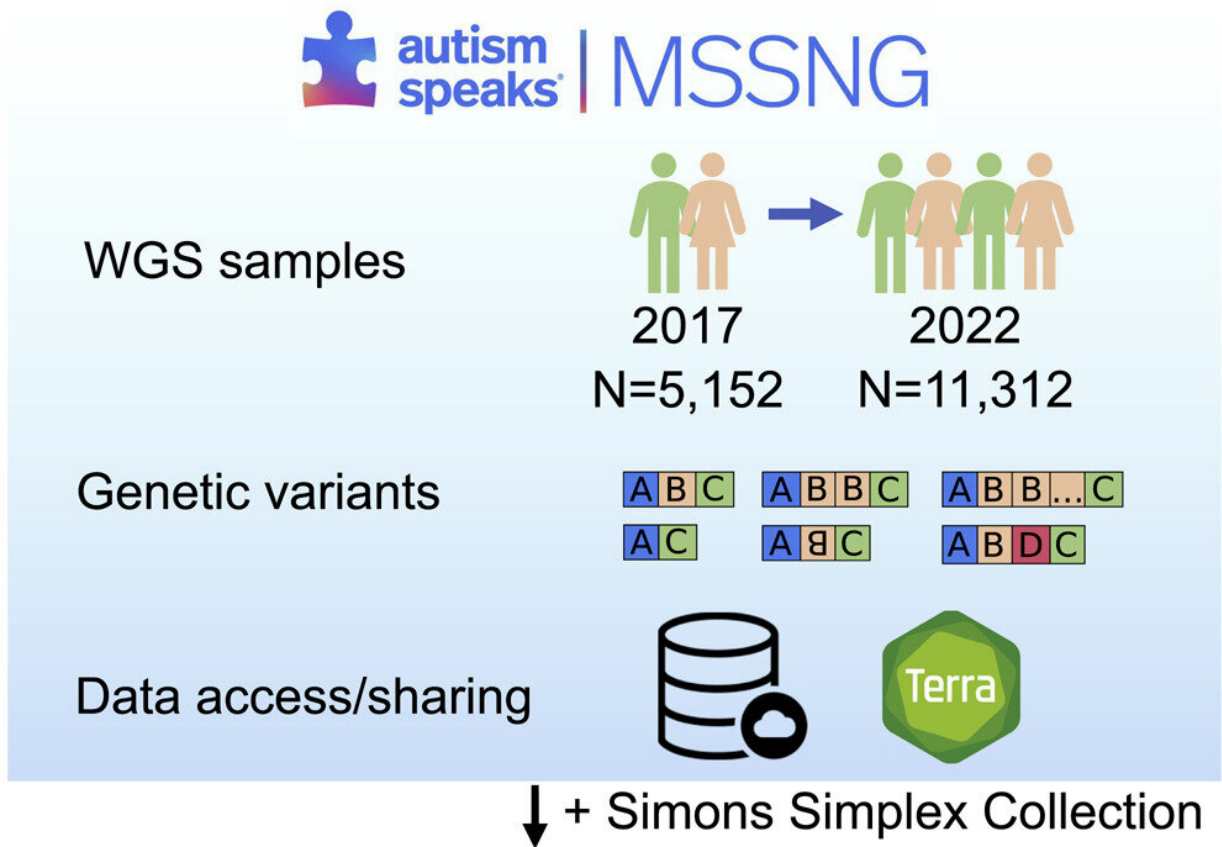 autism
speaks®
MSSNG
WGS samples
2017
2022
N=5,152
N=11,312
Genetic variants
A B C
A B B C
A B B ... C
A C
A B C
A B D C
Data access/sharing
Terra
+ Simons Simplex Collection